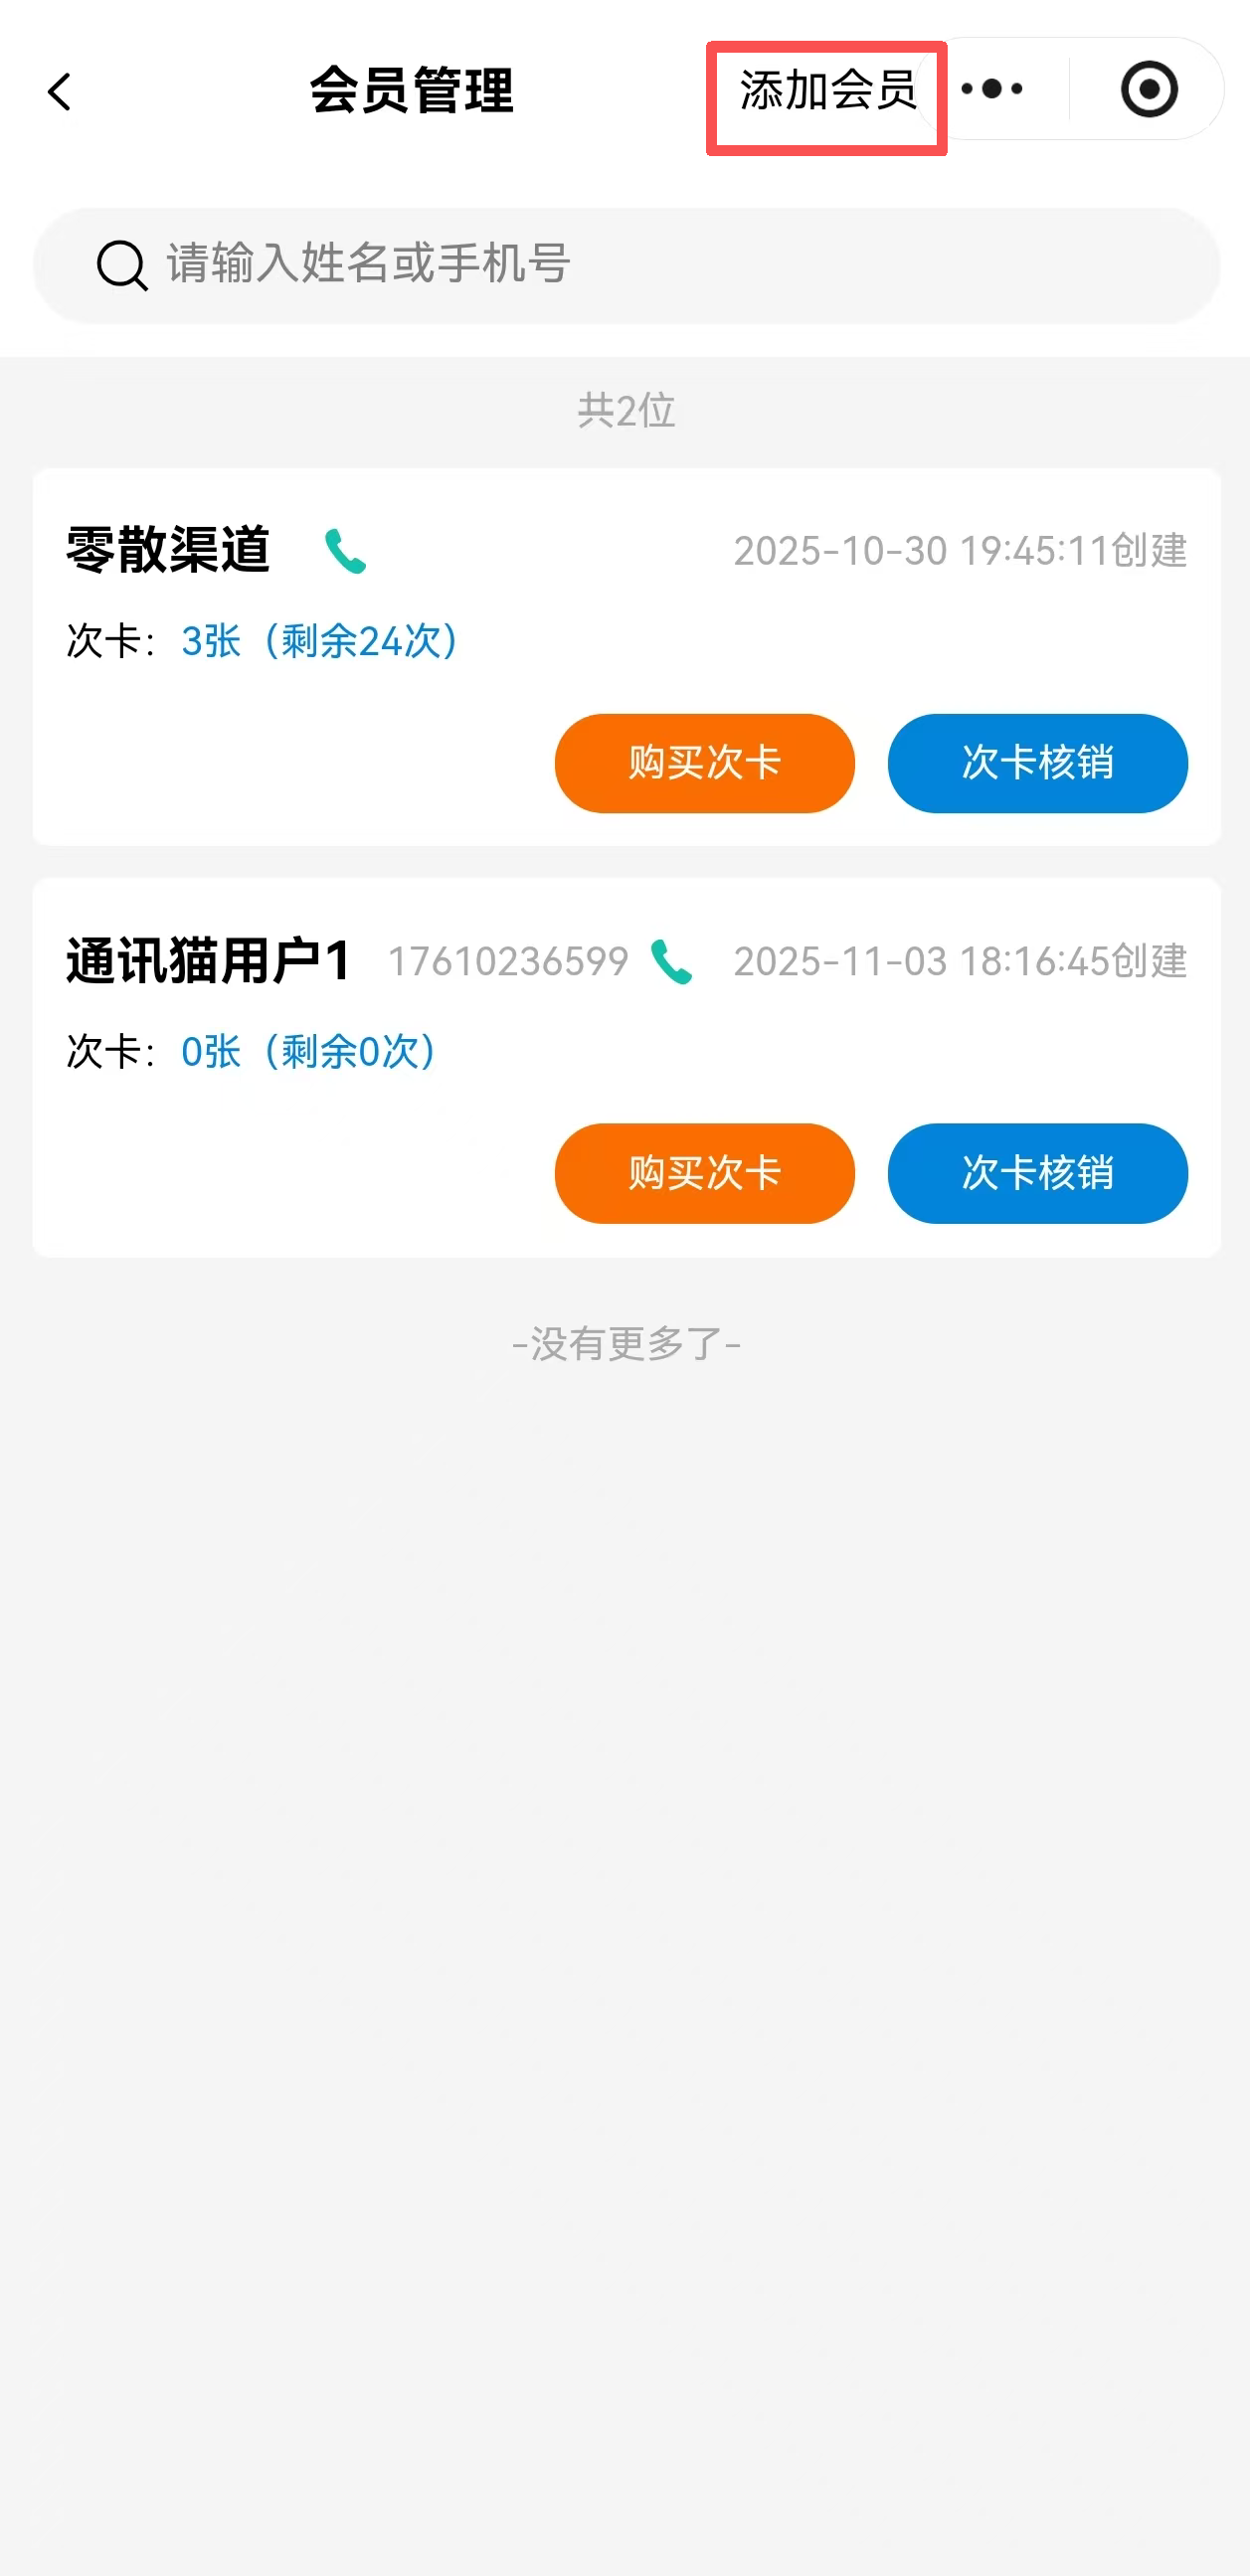 会员管理
添加会员
请输入姓名或手机号
共2位
零散渠道
2025-10-30 19:45:11创建
次卡：3张（剩余24次）
购买次卡
次卡核销
通讯猫用户1 17610236599 2025-11-03 18:16:45创建
次卡：0张（剩余0次）
购买次卡
次卡核销
-没有更多了-